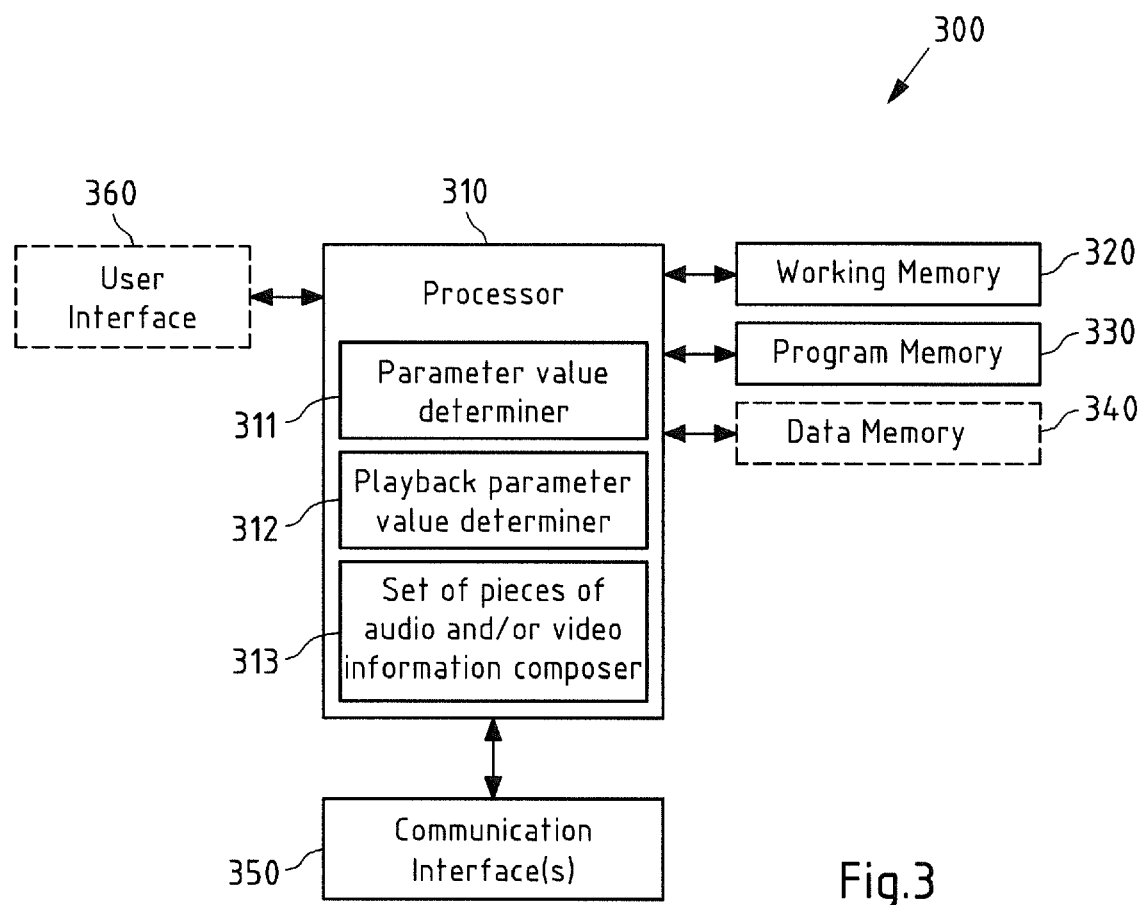 300
360
310
User
Interface
Processor
Working Memory
320
Program Memory
330
Data Memory
340
Parameter value
determiner
311
Playback parameter
value determiner
312
Set of pieces of
audio and/or video
information composer
313
Communication
Interface(s)
350
Fig.3